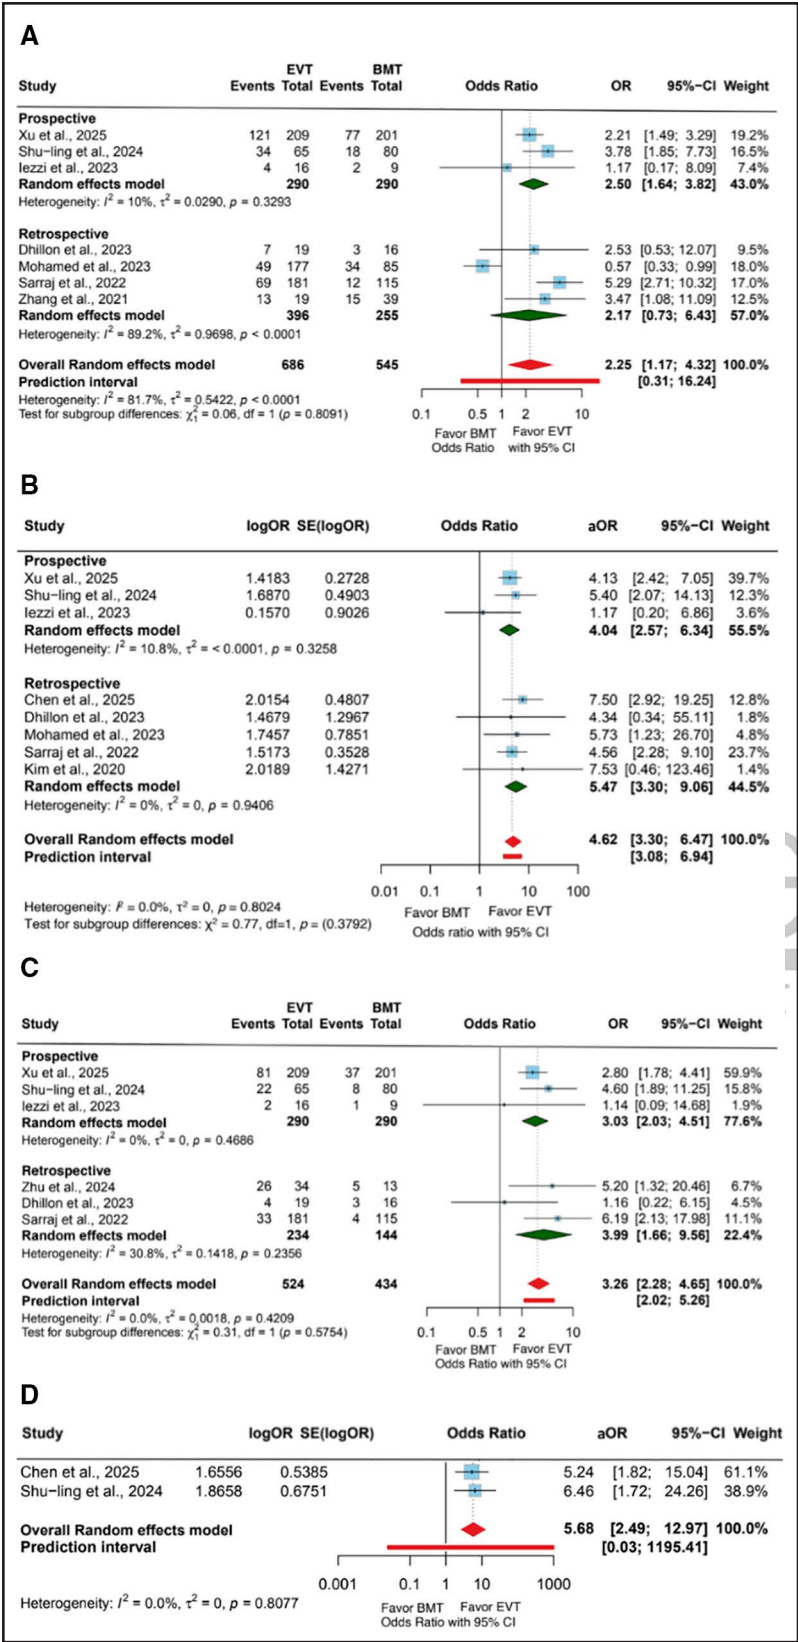 A
EVT BMT
Study Events Total Events Total Odds Ratio OR 95%−CI Weight
Prospective
Xu et al., 2025 121 209 77 201 2.21 [1.49; 3.29] 19.2%
Shu−ling et al., 2024 34 65 18 80 3.78 [1.85; 7.73] 16.5%
Iezzi et al., 2023 4 16 2 9 1.17 [0.17; 8.09] 7.4%
Random effects model 290 290 2.50 [1.64; 3.82] 43.0%
Heterogeneity: I² = 10%, τ² = 0.0290, p = 0.3293
Retrospective
Dhillon et al., 2023 7 19 3 16 2.53 [0.53; 12.07] 9.5%
Mohamed et al., 2023 49 177 34 85 0.57 [0.33; 0.99] 18.0%
Sarraj et al., 2022 69 181 12 115 5.29 [2.71; 10.32] 17.0%
Zhang et al., 2021 13 19 15 39 3.47 [1.08; 11.09] 12.5%
Random effects model 396 255 2.17 [0.73; 6.43] 57.0%
Heterogeneity: I² = 89.2%, τ² = 0.9698, p < 0.0001
Overall Random effects model 686 545 2.25 [1.17; 4.32] 100.0%
Prediction interval [0.31; 16.24]
Heterogeneity: I² = 81.7%, τ² = 0.5422, p < 0.0001
Test for subgroup differences: χ₁² = 0.06, df = 1 (p = 0.8091)
0.1 0.5 1 2 10
Favor BMT Favor EVT
Odds Ratio with 95% CI
B
Study logOR SE(logOR) Odds Ratio aOR 95%−CI Weight
Prospective
Xu et al., 2025 1.4183 0.2728 4.13 [2.42; 7.05] 39.7%
Shu−ling et al., 2024 1.6870 0.4903 5.40 [2.07; 14.13] 12.3%
Iezzi et al., 2023 0.1570 0.9026 1.17 [0.20; 6.86] 3.6%
Random effects model 4.04 [2.57; 6.34] 55.5%
Heterogeneity: I² = 10.8%, τ² = < 0.0001, p = 0.3258
Retrospective
Chen et al., 2025 2.0154 0.4807 7.50 [2.92; 19.25] 12.8%
Dhillon et al., 2023 1.4679 1.2967 4.34 [0.34; 55.11] 1.8%
Mohamed et al., 2023 1.7457 0.7851 5.73 [1.23; 26.70] 4.8%
Sarraj et al., 2022 1.5173 0.3528 4.56 [2.28; 9.10] 23.7%
Kim et al., 2020 2.0189 1.4271 7.53 [0.46; 123.46] 1.4%
Random effects model 5.47 [3.30; 9.06] 44.5%
Heterogeneity: I² = 0%, τ² = 0, p = 0.9406
Overall Random effects model 4.62 [3.30; 6.47] 100.0%
Prediction interval [3.08; 6.94]
0.01 0.1 1 10 100
Heterogeneity: I² = 0.0%, τ² = 0, p = 0.8024
Favor BMT Favor EVT
Test for subgroup differences: χ² = 0.77, df=1, p = (0.3792)
Odds ratio with 95% CI
C
EVT BMT
Study Events Total Events Total Odds Ratio OR 95%−CI Weight
Prospective
Xu et al., 2025 81 209 37 201 2.80 [1.78; 4.41] 59.9%
Shu−ling et al., 2024 22 65 8 80 4.60 [1.89; 11.25] 15.8%
Iezzi et al., 2023 2 16 1 9 1.14 [0.09; 14.68] 1.9%
Random effects model 290 290 3.03 [2.03; 4.51] 77.6%
Heterogeneity: I² = 0%, τ² = 0, p = 0.4686
Retrospective
Zhu et al., 2024 26 34 5 13 5.20 [1.32; 20.46] 6.7%
Dhillon et al., 2023 4 19 3 16 1.16 [0.22; 6.15] 4.5%
Sarraj et al., 2022 33 181 4 115 6.19 [2.13; 17.98] 11.1%
Random effects model 234 144 3.99 [1.66; 9.56] 22.4%
Heterogeneity: I² = 30.8%, τ² = 0.1418, p = 0.2356
Overall Random effects model 524 434 3.26 [2.28; 4.65] 100.0%
Prediction interval [2.02; 5.26]
Heterogeneity: I² = 0.0%, τ² = 0.0018, p = 0.4209
Test for subgroup differences: χ₁² = 0.31, df = 1 (p = 0.5754)
0.1 0.5 1 2 10
Favor BMT Favor EVT
Odds Ratio with 95% CI
D
Study logOR SE(logOR) Odds Ratio aOR 95%−CI Weight
Chen et al., 2025 1.6556 0.5385 5.24 [1.82; 15.04] 61.1%
Shu−ling et al., 2024 1.8658 0.6751 6.46 [1.72; 24.26] 38.9%
Overall Random effects model 5.68 [2.49; 12.97] 100.0%
Prediction interval [0.03; 1195.41]
0.001 0.1 1 10 1000
Heterogeneity: I² = 0.0%, τ² = 0, p = 0.8077
Favor BMT Favor EVT
Odds Ratio with 95% CI